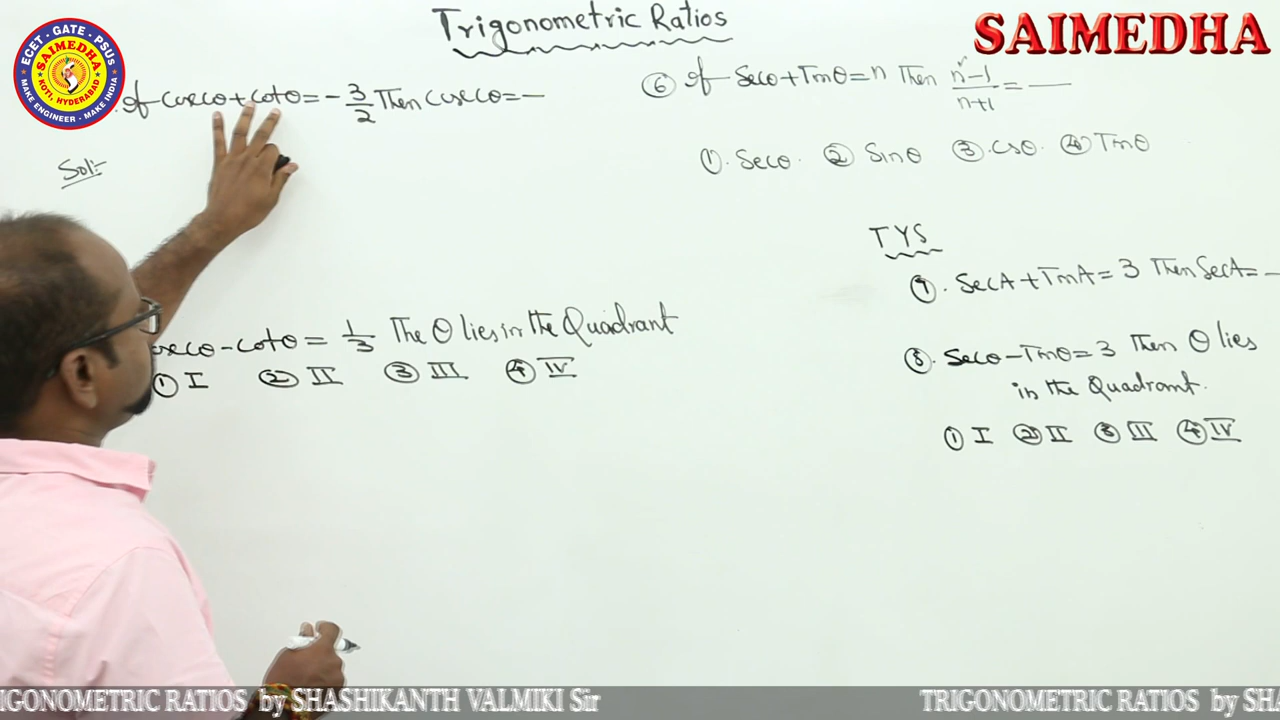 Trigonometric Ratios
SAIMEDHA
ECET - GATE - PSUS
SAIMEDHA
KOTI, HYDERABAD
MAKE ENGINEER - MAKE INDIA
If cosecθ+cotθ=-3/2 Then cosecθ=—
Sol:-
cosecθ-cotθ= 1/3 The θ lies in the Quadrant
① I ② II ③ III ④ IV
⑥ If Secθ+Tanθ=n Then n²-1/n²+1=—
① Secθ. ② Sinθ ③ Cosθ. ④ Tanθ
TYS
⑦. SecA+TanA=3 Then SecA=—
⑧. Secθ-Tanθ=3 Then θ lies
in the Quadrant.
① I ② II ③ III ④ IV
IGONOMETRIC RATIOS by SHASHIKANTH VALMIKI Sir
TRIGONOMETRIC RATIOS by SHA